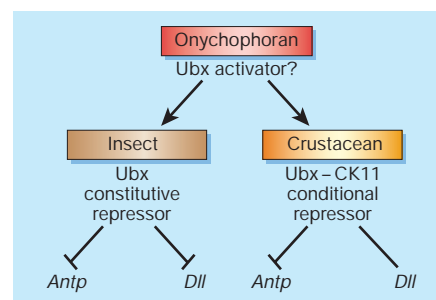 Onychophoran
Ubx activator?
Insect
Crustacean
Ubx
constitutive
repressor
Ubx – CK11
conditional
repressor
Antp
Dll
Antp
Dll